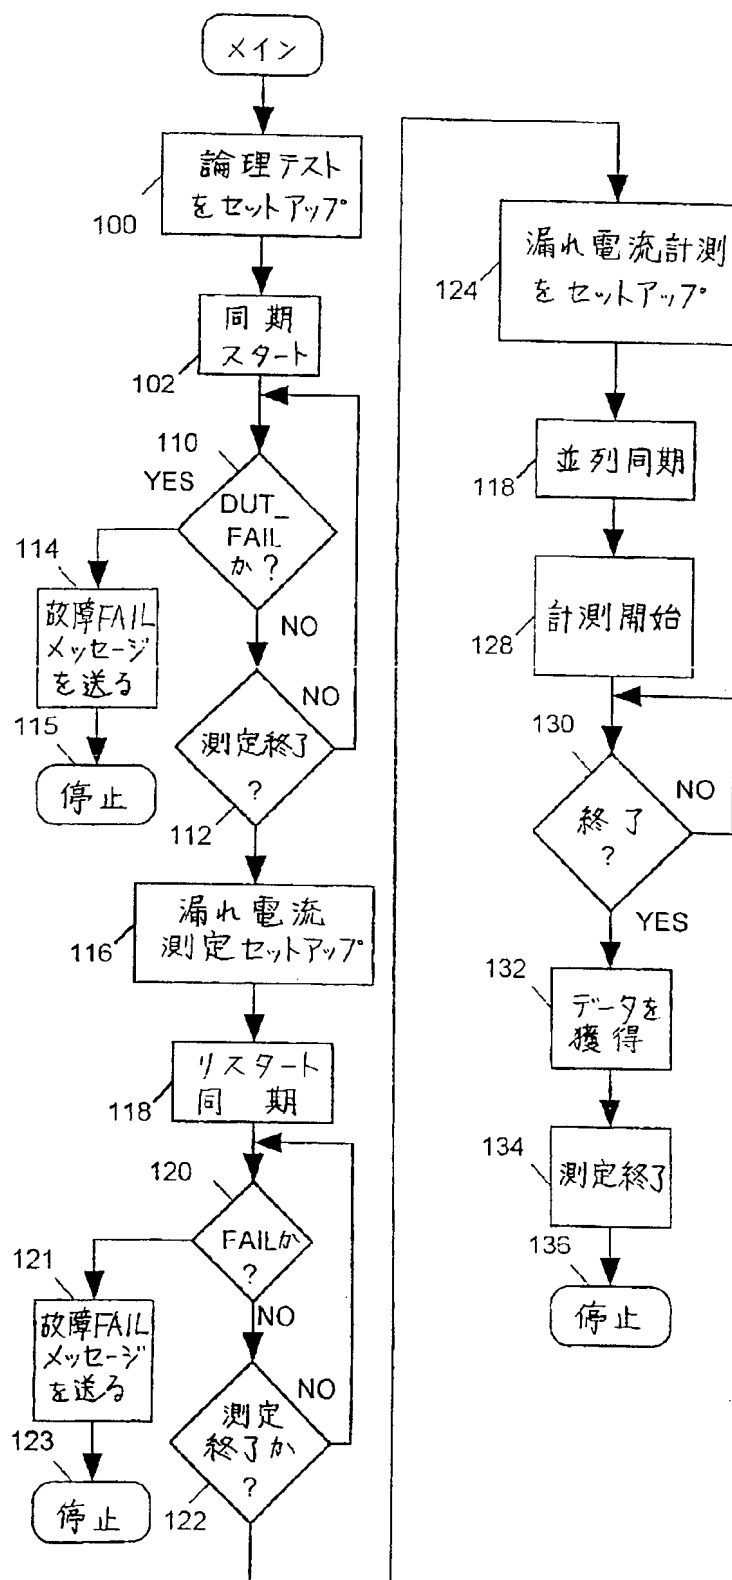 メイン
論理テスト
をセットアップ
100
同期
スタート
102
110
YES
DUT_
FAIL
か?
114
故障FAIL
メッセージ
を送る
NO
115
停止
NO
測定終了
?
112
漏れ電流
測定セットアップ
116
リスタート
同期
118
120
FAILか
?
121
故障FAIL
メッセージ
を送る
NO
123
停止
NO
測定
終了か
?
122
漏れ電流計測
をセットアップ
124
並列同期
118
計測開始
128
130
終了
?
NO
YES
132
データを
獲得
134
測定終了
136
停止